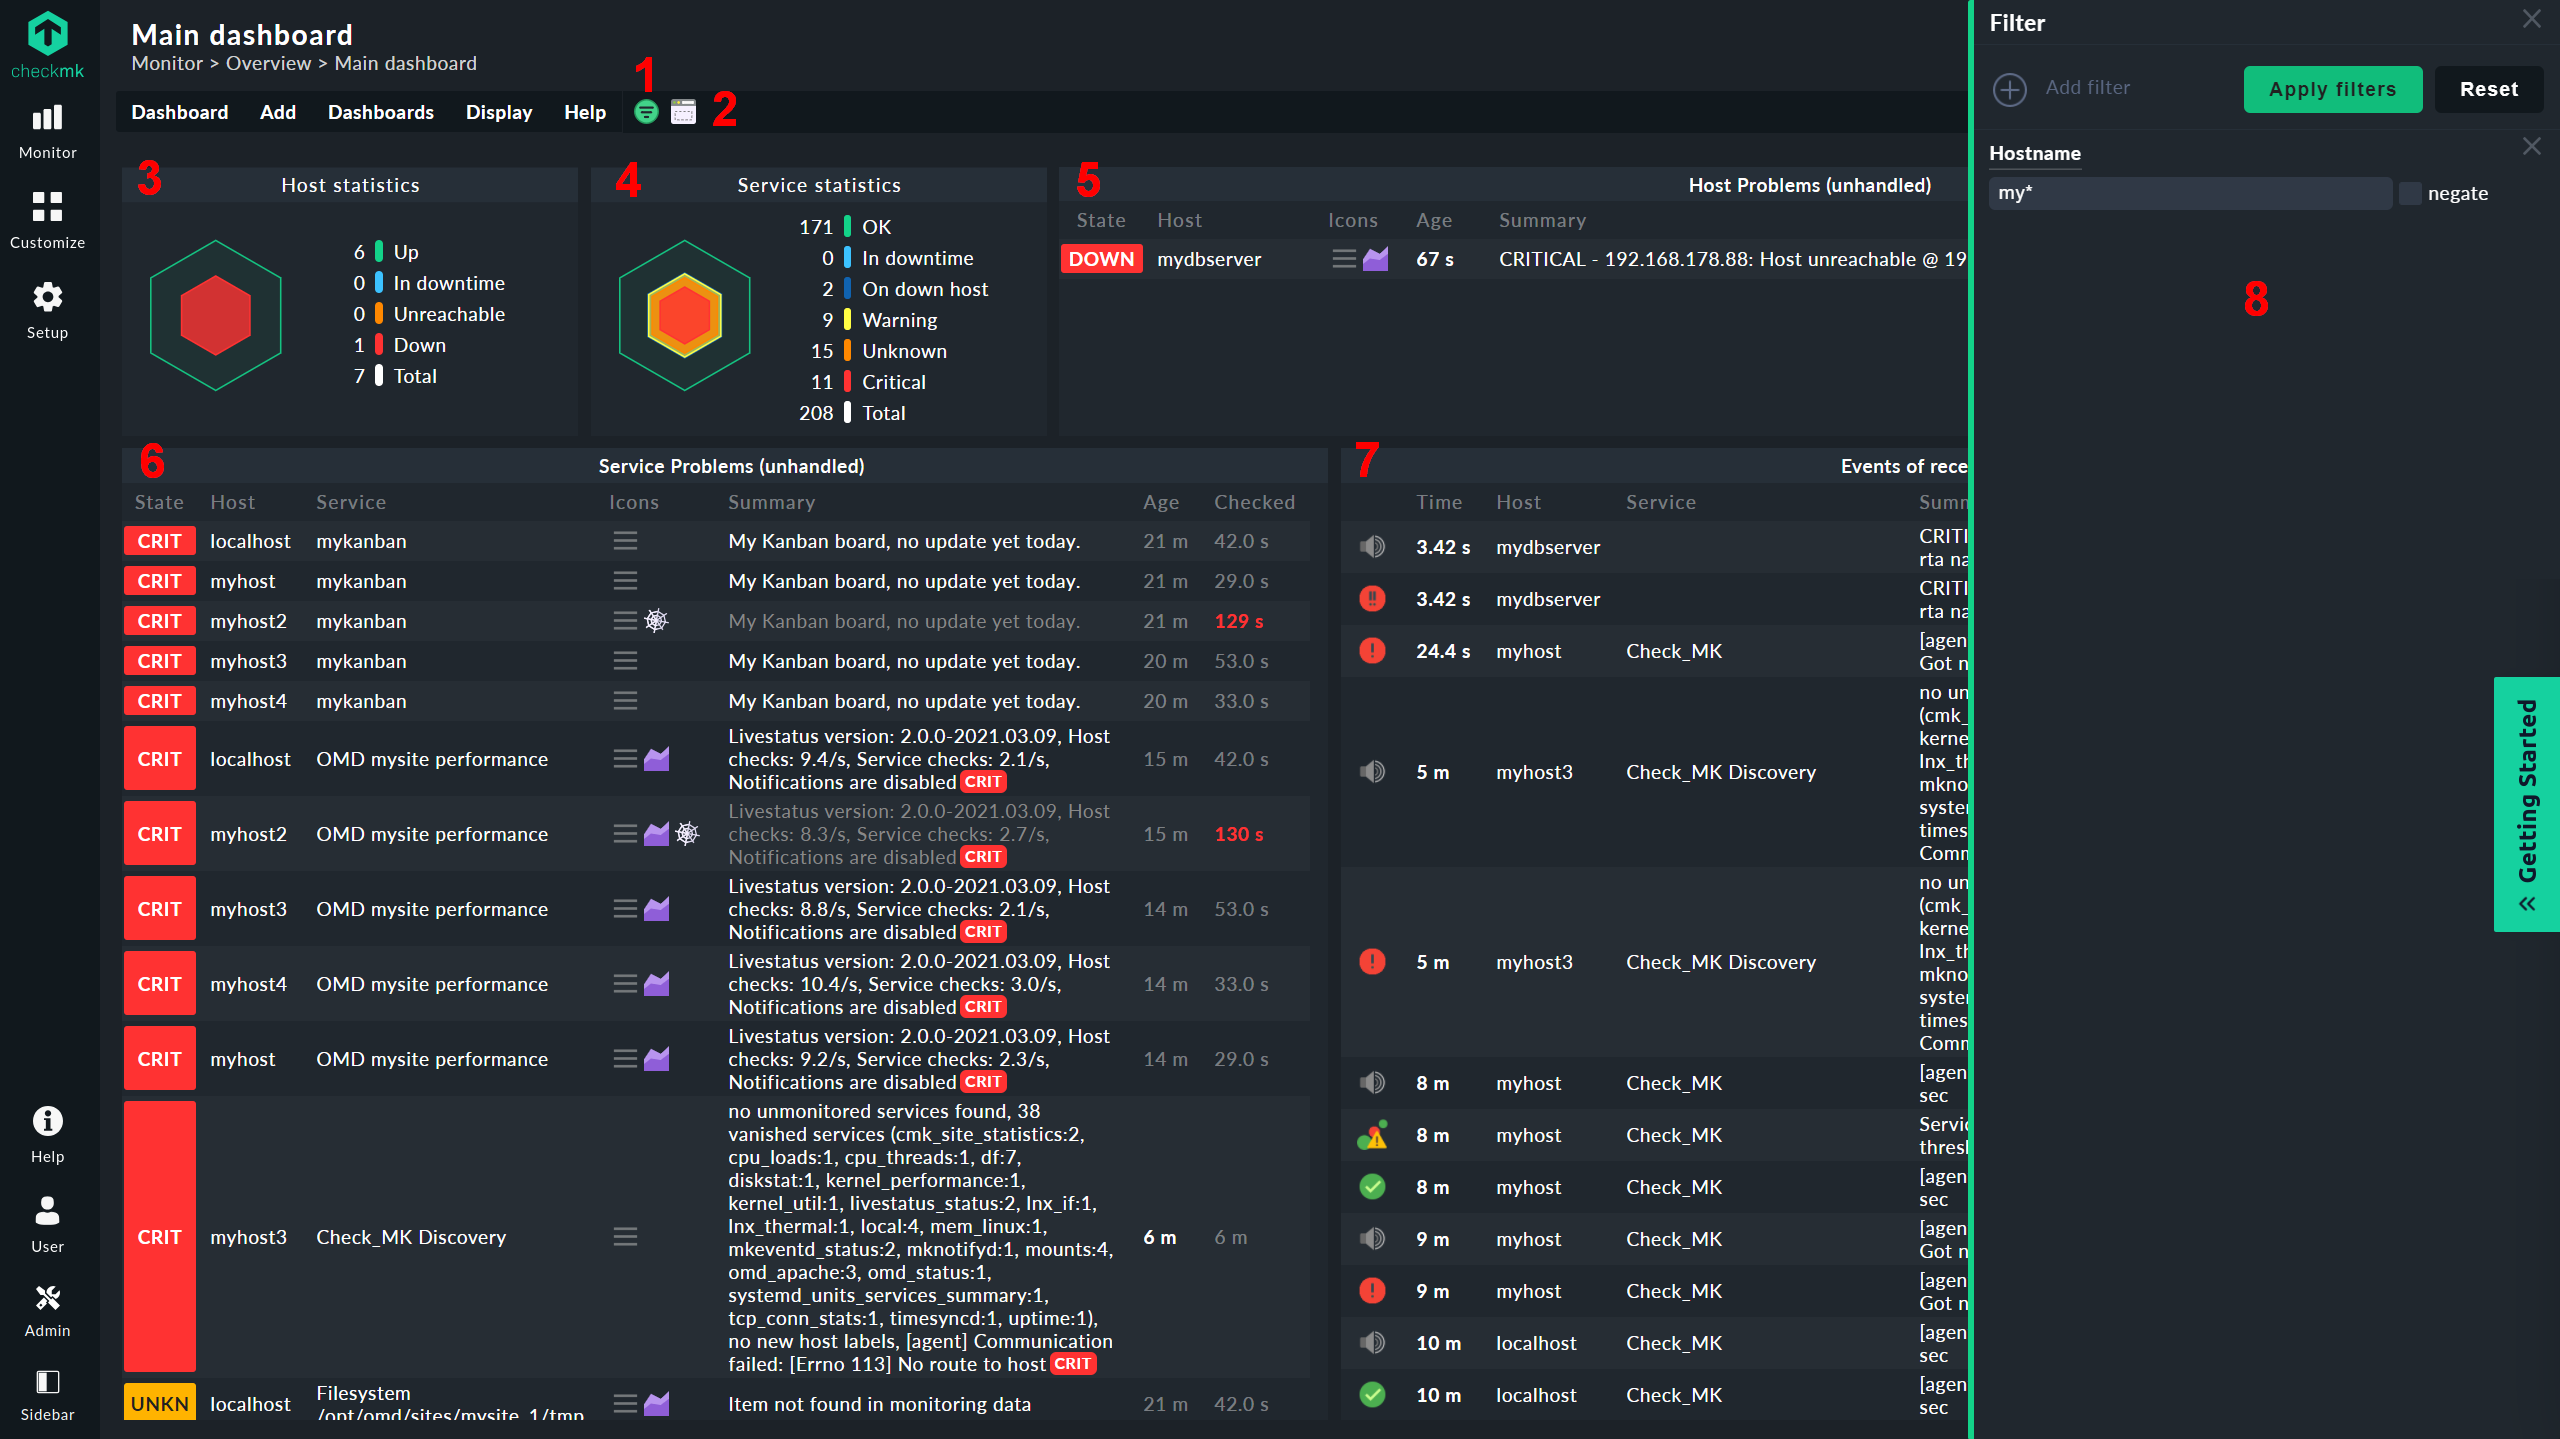 checkmk
Monitor
Customize
Setup
Help
User
Admin
Sidebar
Main dashboard
Monitor > Overview > Main dashboard
Dashboard Add Dashboards Display Help
1
2
3
Host statistics
6 Up
0 In downtime
0 Unreachable
1 Down
7 Total
4
Service statistics
171 OK
0 In downtime
2 On down host
9 Warning
15 Unknown
11 Critical
208 Total
5
Host Problems (unhandled)
State Host Icons Age Summary
DOWN mydbserver 67 s CRITICAL - 192.168.178.88: Host unreachable @ 19
6
Service Problems (unhandled)
State Host Service Icons Summary Age Checked
CRIT localhost mykanban My Kanban board, no update yet today. 21 m 42.0 s
CRIT myhost mykanban My Kanban board, no update yet today. 21 m 29.0 s
CRIT myhost2 mykanban My Kanban board, no update yet today. 21 m 129 s
CRIT myhost3 mykanban My Kanban board, no update yet today. 20 m 53.0 s
CRIT myhost4 mykanban My Kanban board, no update yet today. 20 m 33.0 s
CRIT localhost OMD mysite performance Livestatus version: 2.0.0-2021.03.09, Host
checks: 9.4/s, Service checks: 2.1/s,
Notifications are disabled CRIT 15 m 42.0 s
CRIT myhost2 OMD mysite performance Livestatus version: 2.0.0-2021.03.09, Host
checks: 8.3/s, Service checks: 2.7/s,
Notifications are disabled CRIT 15 m 130 s
CRIT myhost3 OMD mysite performance Livestatus version: 2.0.0-2021.03.09, Host
checks: 8.8/s, Service checks: 2.1/s,
Notifications are disabled CRIT 14 m 53.0 s
CRIT myhost4 OMD mysite performance Livestatus version: 2.0.0-2021.03.09, Host
checks: 10.4/s, Service checks: 3.0/s,
Notifications are disabled CRIT 14 m 33.0 s
CRIT myhost OMD mysite performance Livestatus version: 2.0.0-2021.03.09, Host
checks: 9.2/s, Service checks: 2.3/s,
Notifications are disabled CRIT 14 m 29.0 s
CRIT myhost3 Check_MK Discovery no unmonitored services found, 38
vanished services (cmk_site_statistics:2,
cpu_loads:1, cpu_threads:1, df:7,
diskstat:1, kernel_performance:1,
kernel_util:1, livestatus_status:2, lnx_if:1,
lnx_thermal:1, local:4, mem_linux:1,
mkeventd_status:2, mknotifyd:1, mounts:4,
omd_apache:3, omd_status:1,
systemd_units_services_summary:1,
tcp_conn_stats:1, timesyncd:1, uptime:1),
no new host labels, [agent] Communication
failed: [Errno 113] No route to host CRIT 6 m 6 m
UNKN localhost Filesystem
/opt/omd/sites/mysite_1/tmp Item not found in monitoring data 21 m 42.0 s
7
Events of rece
Time Host Service Summ
3.42 s mydbserver CRITI
rta na
3.42 s mydbserver CRITI
rta na
24.4 s myhost Check_MK [agen
Got n
5 m myhost3 Check_MK Discovery no un
(cmk_
kerne
lnx_th
mkno
syster
times
Comn
5 m myhost3 Check_MK Discovery no un
(cmk_
kerne
lnx_th
mkno
syster
times
Comn
8 m myhost Check_MK [agen
sec
8 m myhost Check_MK Servic
thresl
8 m myhost Check_MK [agen
sec
9 m myhost Check_MK [agen
Got n
9 m myhost Check_MK [agen
Got n
10 m localhost Check_MK [agen
sec
10 m localhost Check_MK [agen
sec
Filter
Add filter Apply filters Reset
Hostname
my* negate
8
Getting Started